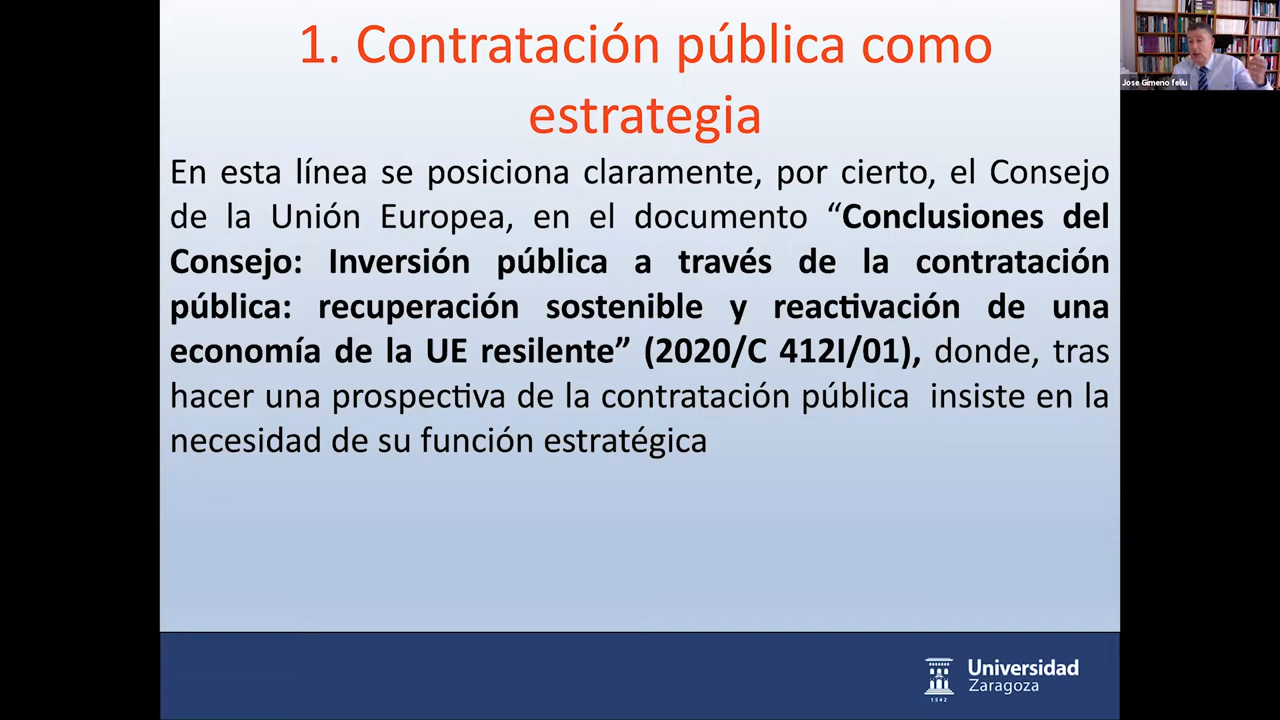 1. Contratación pública como
estrategia
En esta línea se posiciona claramente, por cierto, el Consejo
de la Unión Europea, en el documento “Conclusiones del
Consejo: Inversión pública a través de la contratación
pública: recuperación sostenible y reactivación de una
economía de la UE resilente” (2020/C 412I/01), donde, tras
hacer una prospectiva de la contratación pública  insiste en la
necesidad de su función estratégica
Jose Gimeno feliu
Universidad
Zaragoza
1542